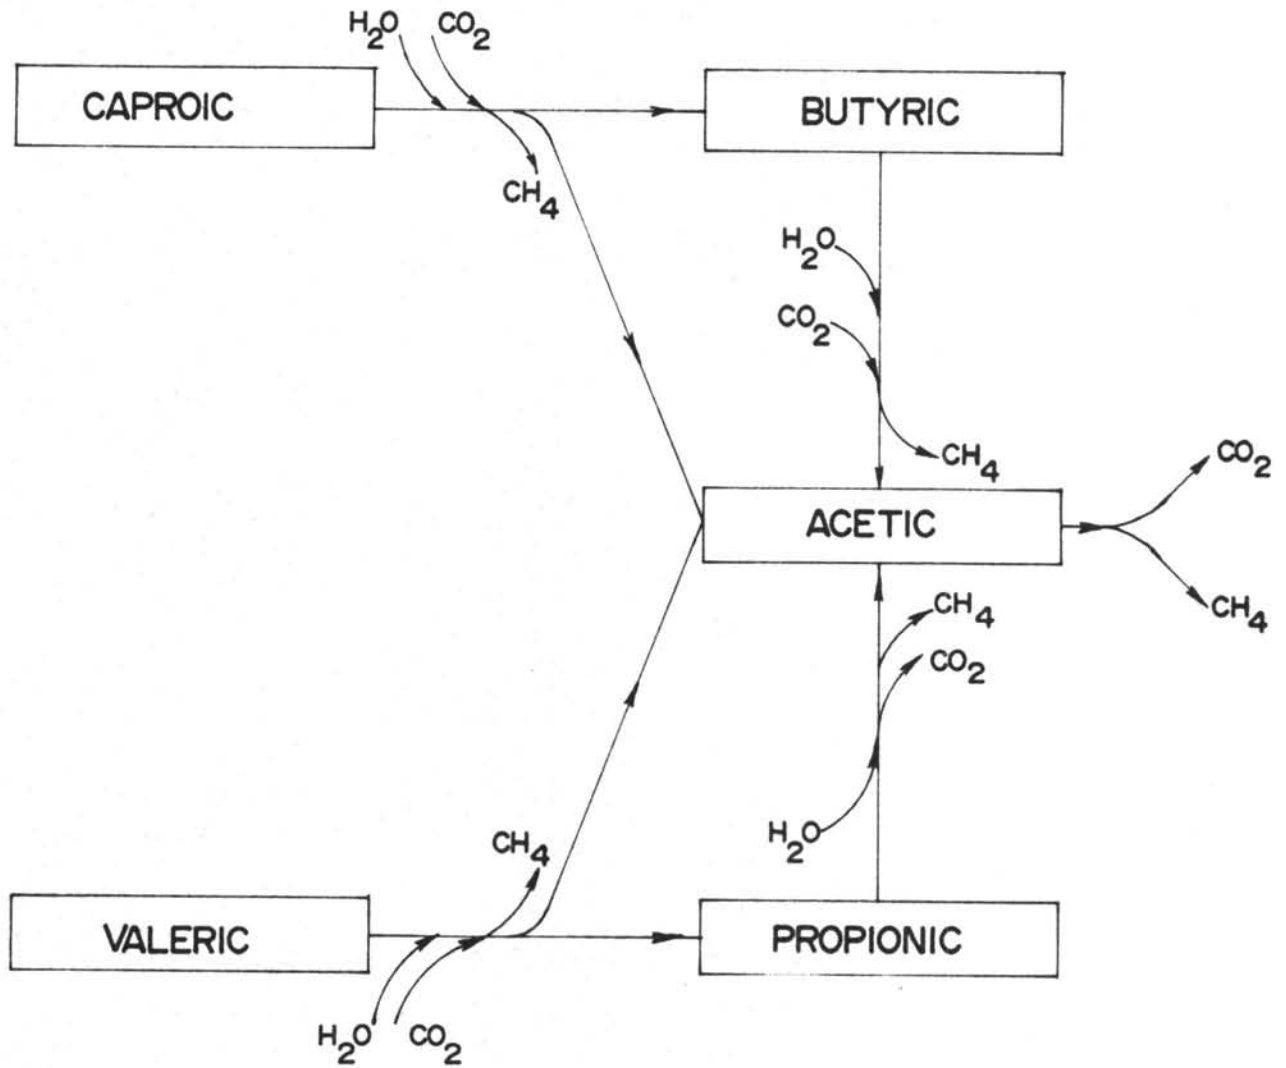 H2O CO2
CAPROIC
BUTYRIC
CH4
H2O
CO2
CH4
CO2
ACETIC
CH4
CH4
CO2
H2O
CH4
VALERIC
PROPIONIC
H2O CO2